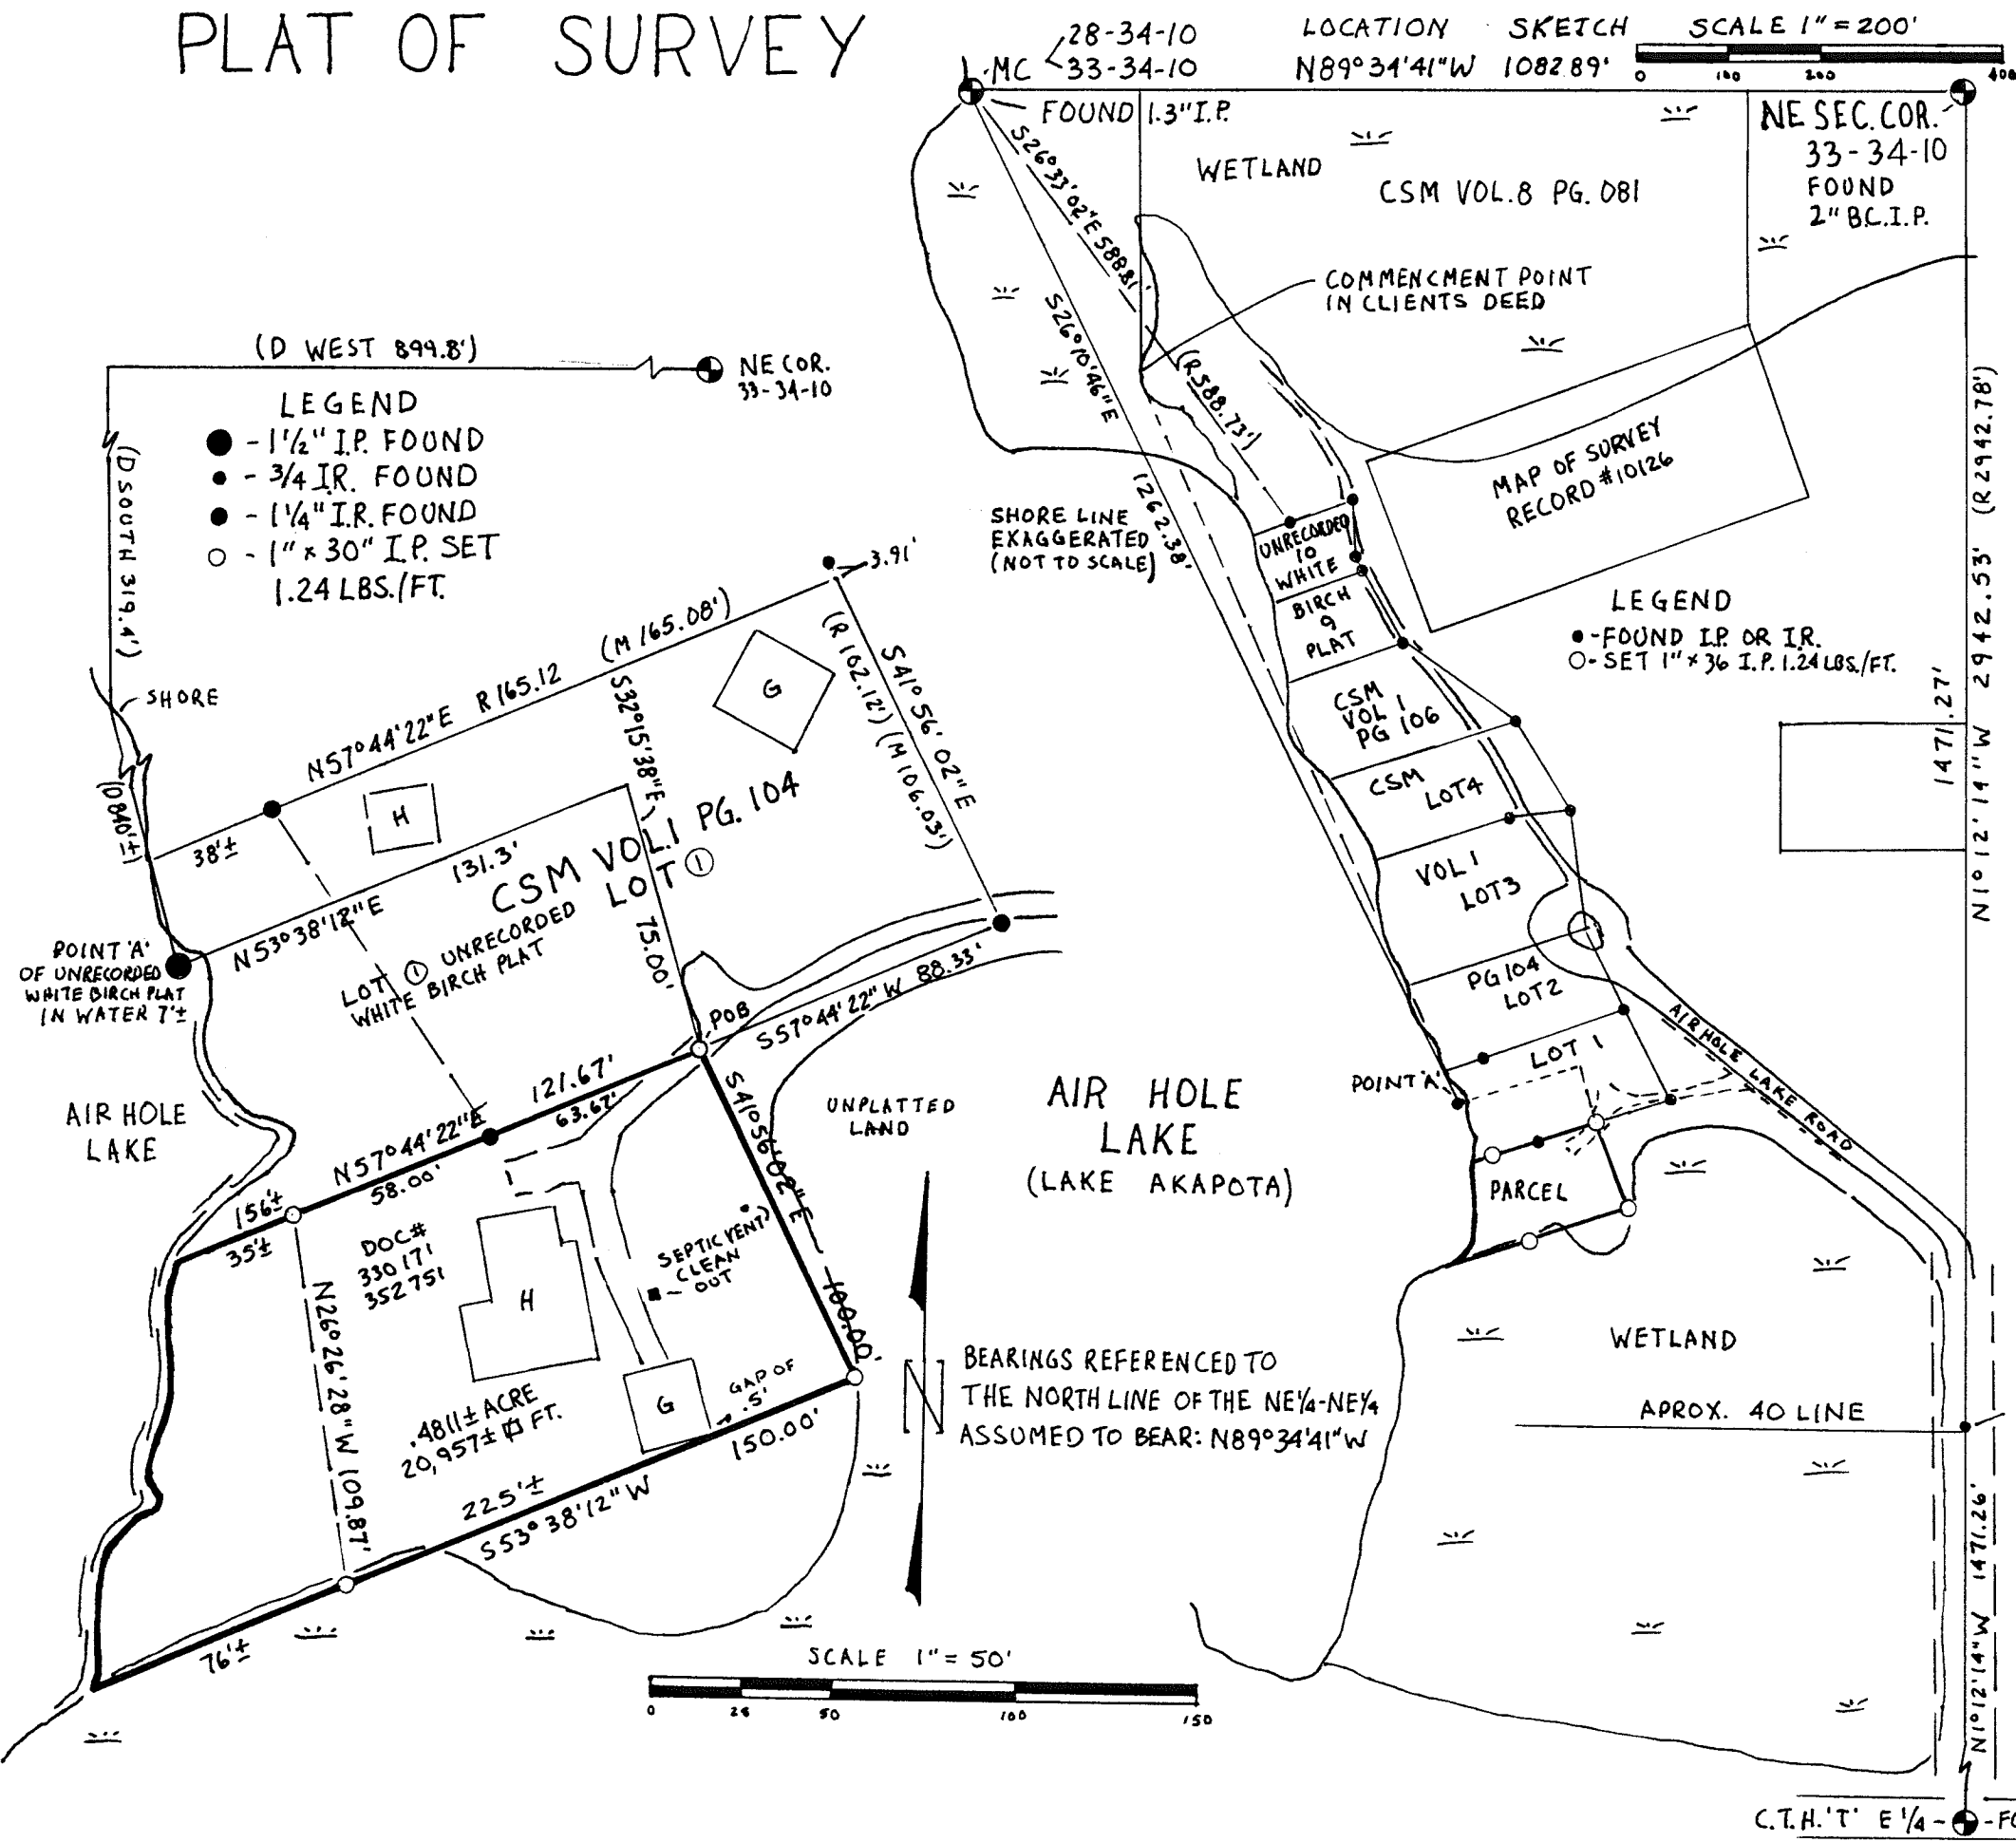 PLAT OF SURVEY
LOCATION SKETCH SCALE 1" = 200'
0 100 200 400
28-34-10
MC 33-34-10
N89°34'41"W 1082.89'
FOUND 1.3" I.P.
NE SEC. COR.
33-34-10
FOUND
2" B.C.I.P.
WETLAND
CSM VOL.8 PG. 081
S26°33'02"E 588.81'
(R588.73')
S26°10'46"E
1262.38'
COMMENCMENT POINT
IN CLIENTS DEED
MAP OF SURVEY
RECORD #10126
SHORE LINE
EXAGGERATED
(NOT TO SCALE)
LEGEND
-FOUND I.P. OR I.R.
- SET 1" x 36 I.P. 1.24 LBS./FT.
N1°12'14"W 2942.53' (R2942.78')
1471.27'
UNRECORDED
10
WHITE
BIRCH
9
PLAT
CSM
VOL 1
PG 106
CSM
LOT4
VOL 1
LOT3
PG 104
LOT2
LOT 1
POINT 'A'
PARCEL
AIR HOLE LAKE ROAD
WETLAND
APROX. 40 LINE
N1°12'14"W 1471.26'
C.T.H. 'T' E 1/4 - -FO
(D WEST 899.8')
NE COR.
33-34-10
LEGEND
- 1 1/2" I.P. FOUND
- 3/4 I.R. FOUND
- 1 1/4" I.R. FOUND
- 1" x 30" I.P. SET
1.24 LBS./FT.
(D SOUTH 319.4')
SHORE
(D840'±)
3.91'
N57°44'22"E R165.12 (M 165.08')
S32°15'38"E
75.00'
(R 102.12') (M 106.03')
S41°56'02"E
G
H
38'±
131.3'
N53°38'12"E
CSM VOL.1 PG. 104
LOT 1
LOT 1 UNRECORDED
WHITE BIRCH PLAT
POINT 'A'
OF UNRECORDED
WHITE BIRCH PLAT
IN WATER 7'±
POB
S57°44'22"W 88.33'
AIR HOLE
LAKE
121.67'
63.67'
N57°44'22"E
58.00'
156'±
35'±
UNPLATTED
LAND
AIR HOLE
LAKE
(LAKE AKAPOTA)
DOC#
330171
352751
H
SEPTIC VENT
CLEAN
OUT
S41°56'02"E 100.00'
N26°26'28"W 109.87'
G
GAP OF
.5'
.4811± ACRE
20,957± FT.
150.00'
225'±
S53°38'12"W
76'±
N
BEARINGS REFERENCED TO
THE NORTH LINE OF THE NE1/4-NE1/4
ASSUMED TO BEAR: N89°34'41"W
SCALE 1" = 50'
0 25 50 100 150